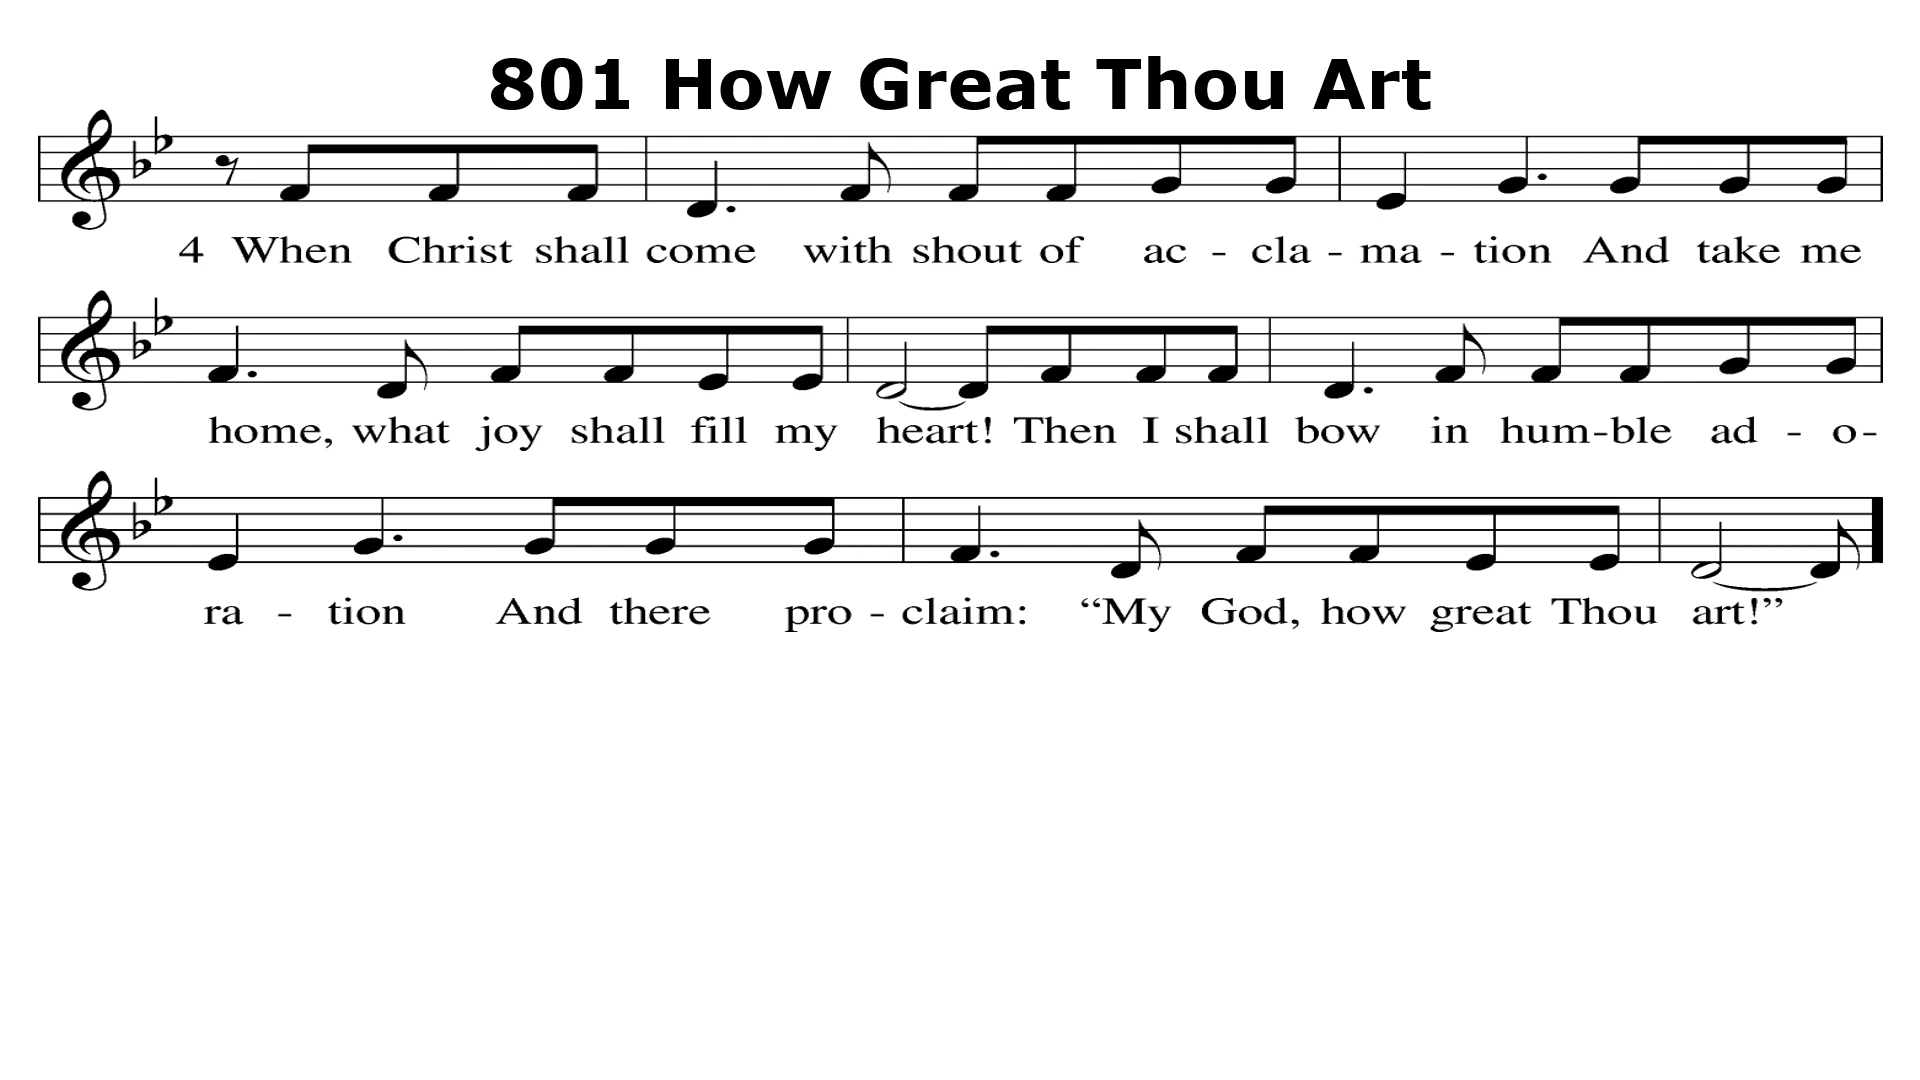 801 How Great Thou Art
4 When Christ shall come with shout of ac - cla - ma - tion And take me
home, what joy shall fill my heart! Then I shall bow in hum-ble ad - o-
ra - tion And there pro - claim: “My God, how great Thou art!”